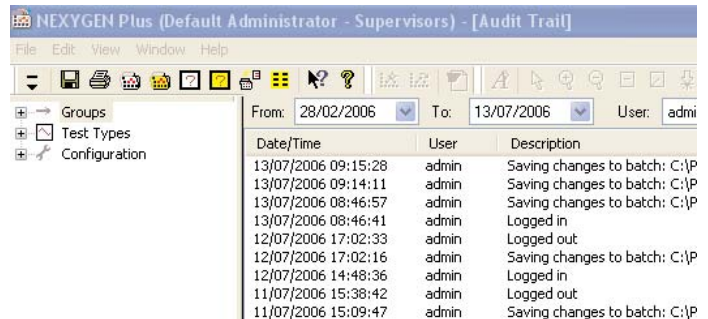 NEXYGEN Plus (Default Administrator - Supervisors) - [Audit Trail]
File Edit View Window Help
Groups
Test Types
Configuration
From: 28/02/2006 To: 13/07/2006 User: admi
Date/Time User Description
13/07/2006 09:15:28 admin Saving changes to batch: C:\P
13/07/2006 09:14:11 admin Saving changes to batch: C:\P
13/07/2006 08:46:57 admin Saving changes to batch: C:\P
13/07/2006 08:46:41 admin Logged in
12/07/2006 17:02:33 admin Logged out
12/07/2006 17:02:16 admin Saving changes to batch: C:\P
12/07/2006 14:48:36 admin Logged in
11/07/2006 15:38:42 admin Logged out
11/07/2006 15:09:47 admin Saving changes to batch: C:\P